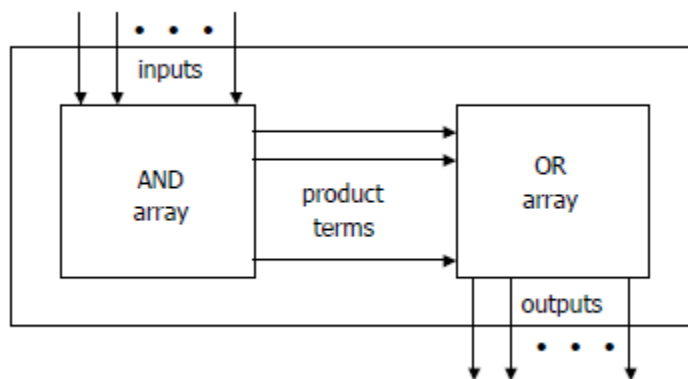 inputs
AND
array
product
terms
OR
array
outputs